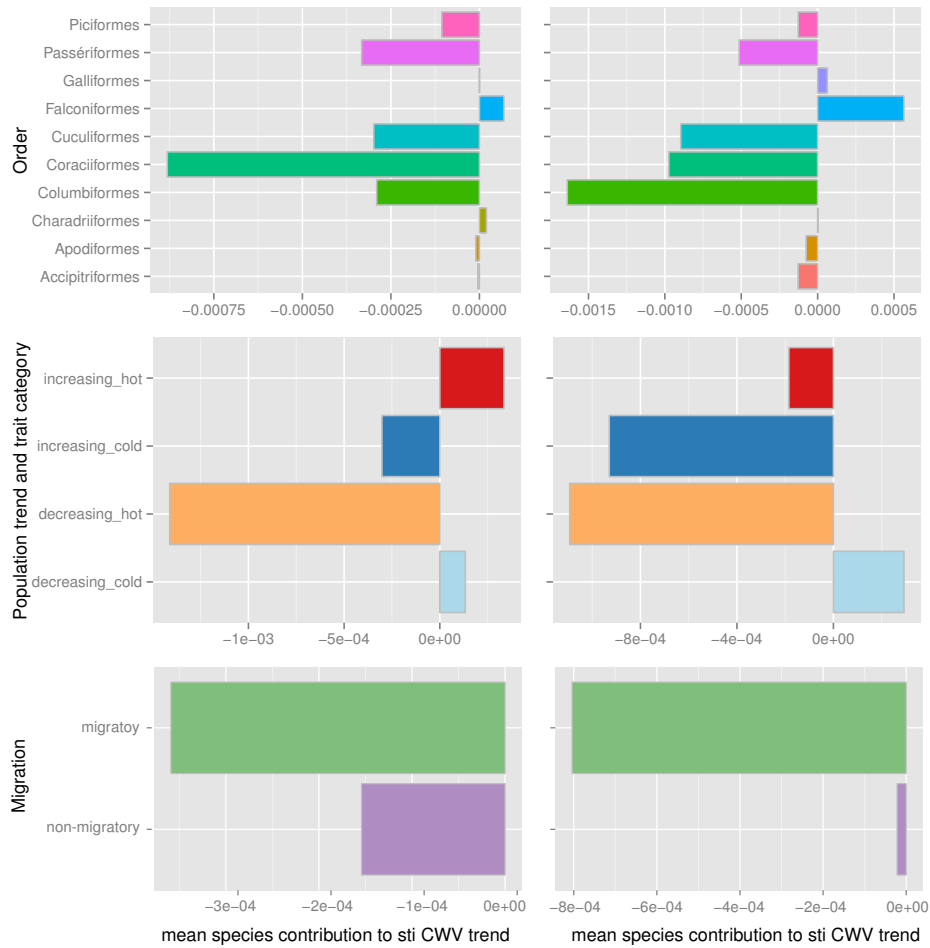 Order
Piciformes
Passériformes
Galliformes
Falconiformes
Cuculiformes
Coraciiformes
Columbiformes
Charadriiformes
Apodiformes
Accipitriformes
−0.00075 −0.00050 −0.00025 0.00000
−0.0015 −0.0010 −0.0005 0.0000 0.0005
Population trend and trait category
increasing_hot
increasing_cold
decreasing_hot
decreasing_cold
−1e−03 −5e−04 0e+00
−8e−04 −4e−04 0e+00
Migration
migratoy
non−migratory
−3e−04 −2e−04 −1e−04 0e+00
−8e−04 −6e−04 −4e−04 −2e−04 0e+00
mean species contribution to sti CWV trend
mean species contribution to sti CWV trend